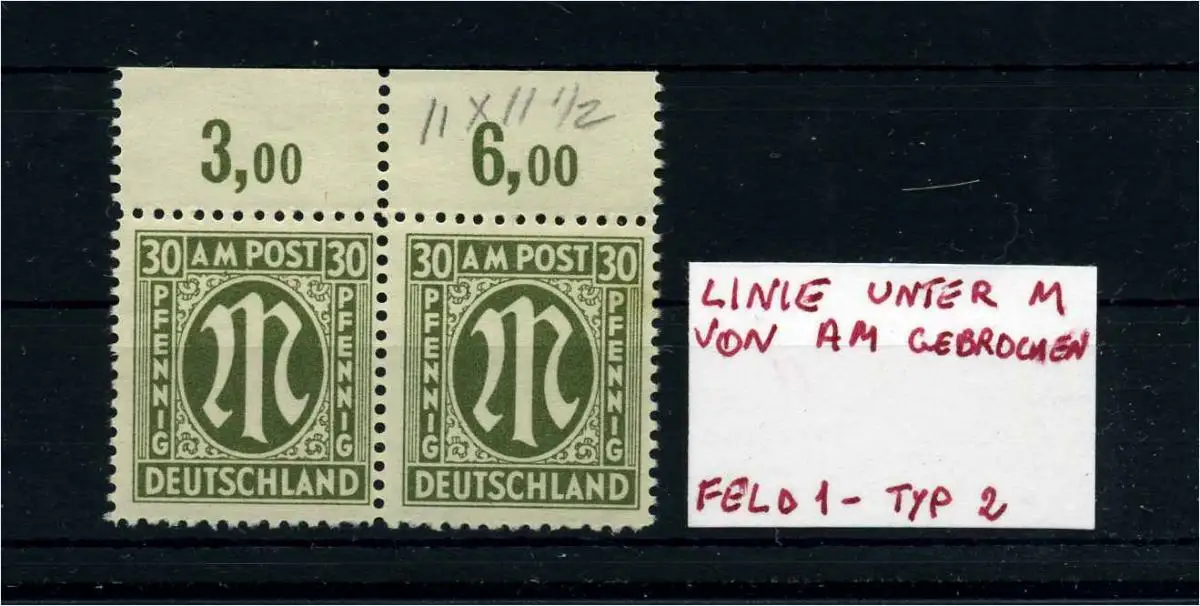 11 X 11 1/2
3,00 6,00
30 AM POST 30 30 AM POST 30
PFENNIG PFENNIG PFENNIG PFENNIG
DEUTSCHLAND DEUTSCHLAND
LINIE UNTER M
VON AM GEBROCHEN
FELD 1 - TYP 2